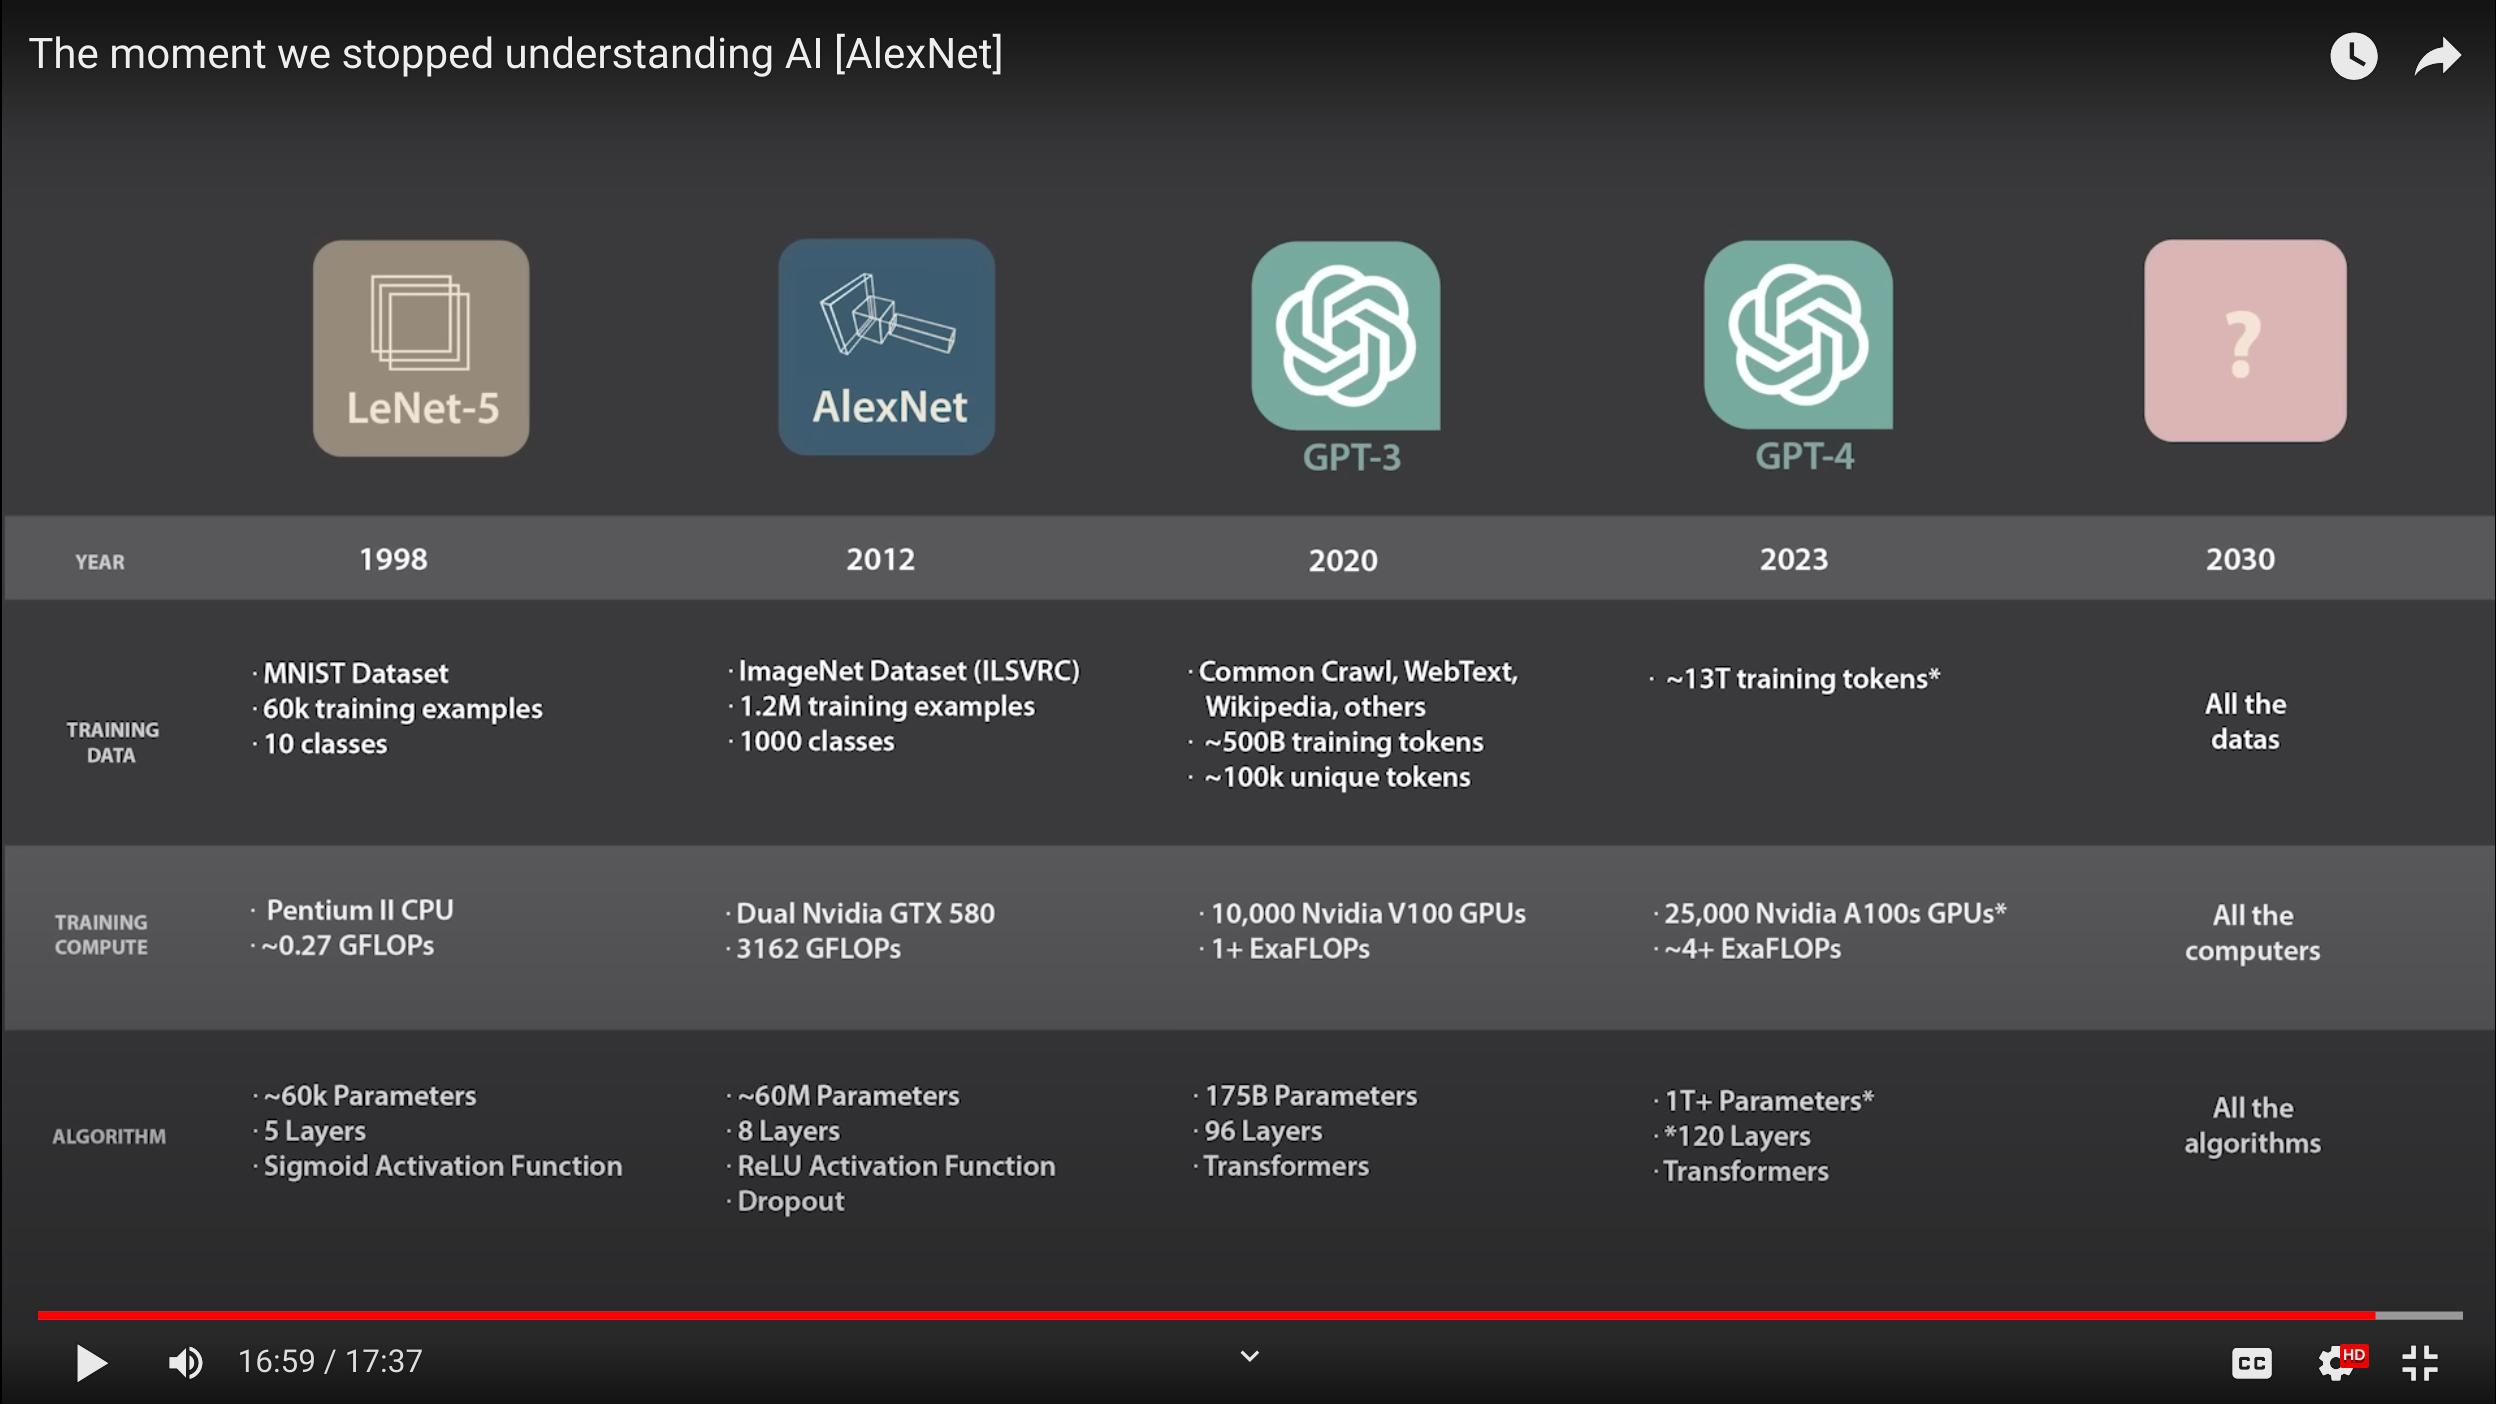 The moment we stopped understanding AI [AlexNet]
LeNet-5
AlexNet
GPT-3
GPT-4
?
YEAR
1998
2012
2020
2023
2030
TRAINING
DATA
· MNIST Dataset
· 60k training examples
· 10 classes
· ImageNet Dataset (ILSVRC)
· 1.2M training examples
· 1000 classes
· Common Crawl, WebText,
Wikipedia, others
· ~500B training tokens
· ~100k unique tokens
· ~13T training tokens*
All the
datas
TRAINING
COMPUTE
· Pentium II CPU
· ~0.27 GFLOPs
· Dual Nvidia GTX 580
· 3162 GFLOPs
· 10,000 Nvidia V100 GPUs
· 1+ ExaFLOPs
· 25,000 Nvidia A100s GPUs*
· ~4+ ExaFLOPs
All the
computers
ALGORITHM
· ~60k Parameters
· 5 Layers
· Sigmoid Activation Function
· ~60M Parameters
· 8 Layers
· ReLU Activation Function
· Dropout
· 175B Parameters
· 96 Layers
· Transformers
· 1T+ Parameters*
· *120 Layers
· Transformers
All the
algorithms
16:59 / 17:37
CC
HD